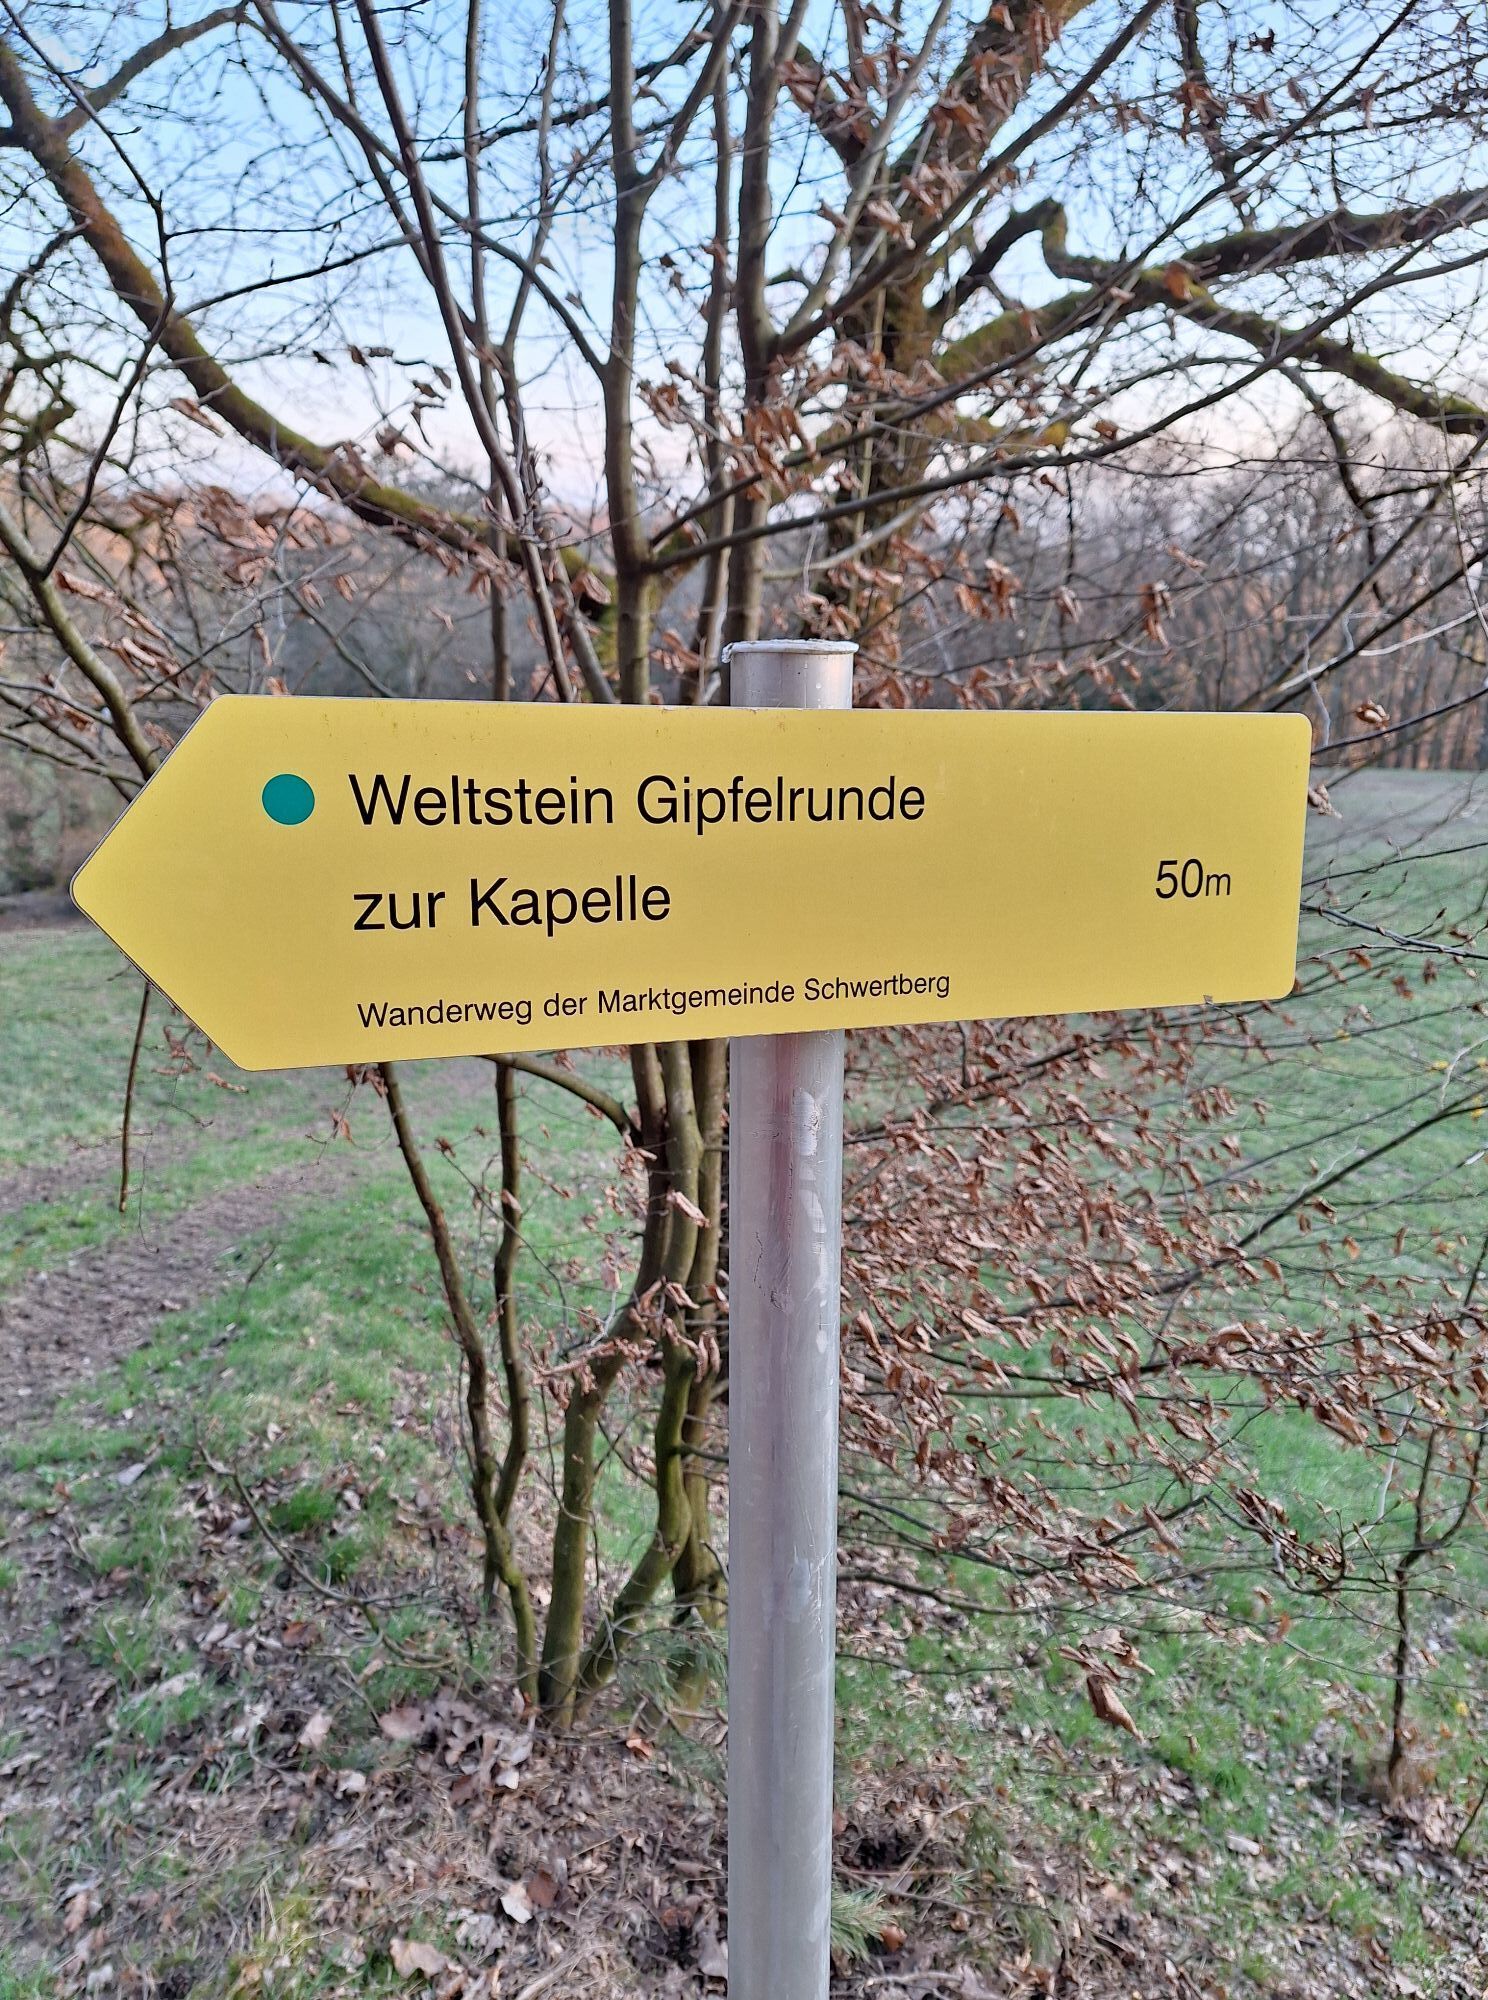 Weltstein Gipfelrunde
zur Kapelle
50m
Wanderweg der Marktgemeinde Schwertberg